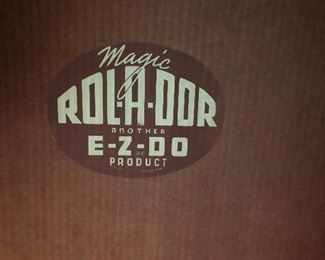 Magic
ROL-A-DOR
ANOTHER
E-Z-DO
PRODUCT